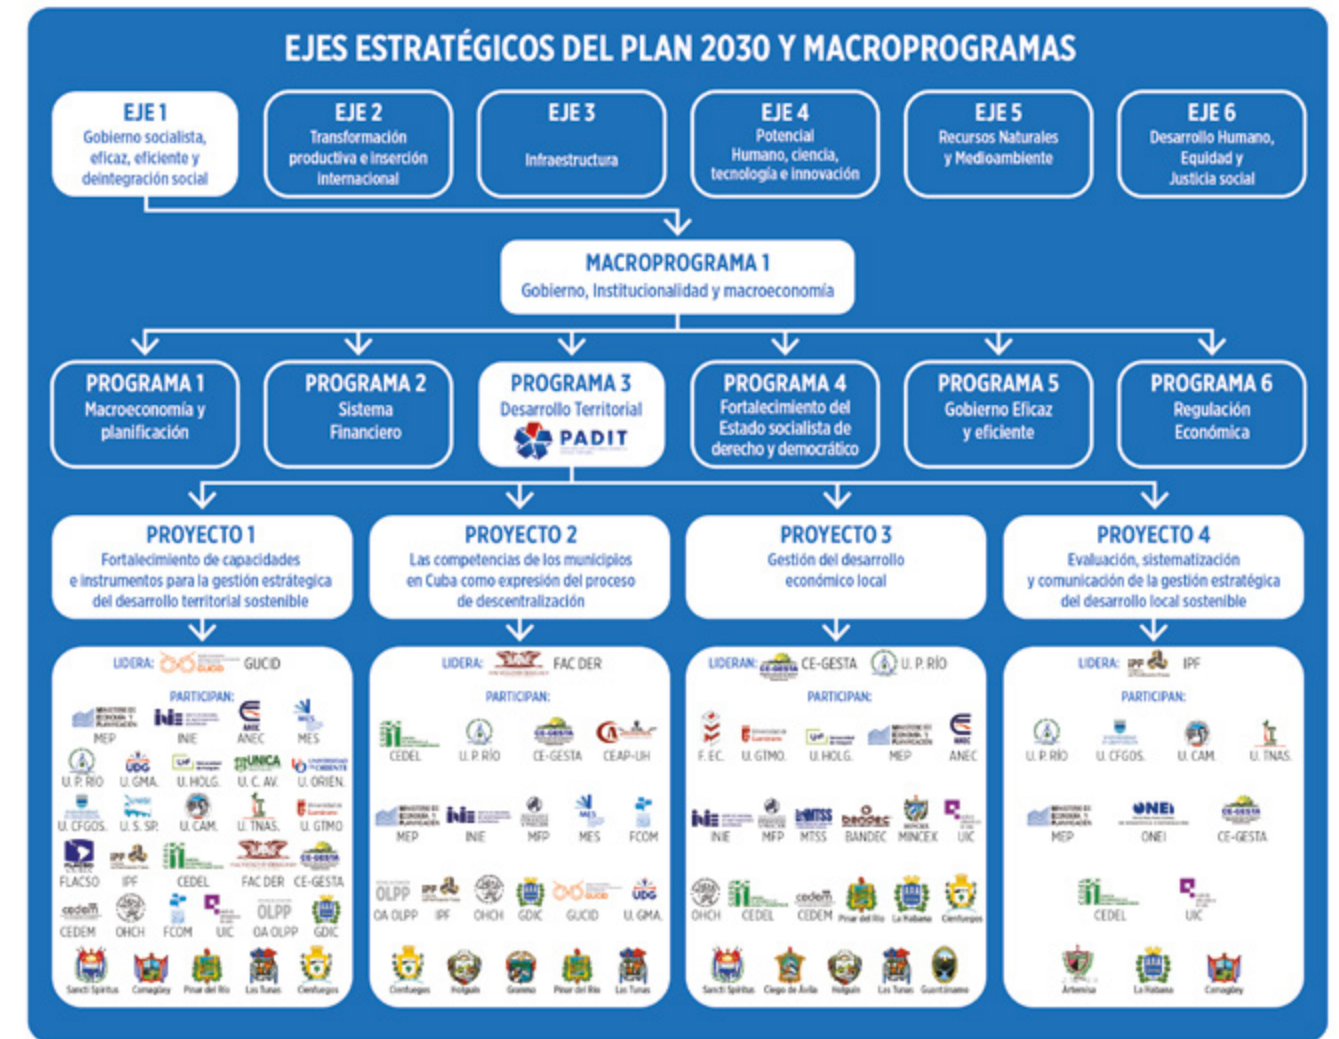 EJES ESTRATÉGICOS DEL PLAN 2030 Y MACROPROGRAMAS
EJE 1
Gobierno socialista,
eficaz, eficiente y
deintegración social
EJE 2
Transformación
productiva e inserción
internacional
EJE 3
Infraestructura
EJE 4
Potencial
Humano, ciencia,
tecnología e innovación
EJE 5
Recursos Naturales
y Medioambiente
EJE 6
Desarrollo Humano,
Equidad y
Justicia social
MACROPROGRAMA 1
Gobierno, Institucionalidad y macroeconomía
PROGRAMA 1
Macroeconomía y
planificación
PROGRAMA 2
Sistema
Financiero
PROGRAMA 3
Desarrollo Territorial
PADIT
PROGRAMA 4
Fortalecimiento del
Estado socialista de
derecho y democrático
PROGRAMA 5
Gobierno Eficaz
y eficiente
PROGRAMA 6
Regulación
Económica
PROYECTO 1
Fortalecimiento de capacidades
e instrumentos para la gestión estrátegica
del desarrollo territorial sostenible
PROYECTO 2
Las competencias de los municipios
en Cuba como expresión del proceso
de descentralización
PROYECTO 3
Gestión del desarrollo
económico local
PROYECTO 4
Evaluación, sistematización
y comunicación de la gestión estratégica
del desarrollo local sostenible
LIDERA: GUCID GUCID
PARTICIPAN:
MEP INIE ANEC MES
U. P. RÍO U. GMA. U. HOLG. U. C. AV. U. ORIEN.
U. CFGOS. U. S. SP. U. CAM. U. TNAS. U. GTMO
FLACSO IPF CEDEL FAC DER CE-GESTA
CEDEM OHCH FCOM UIC OA OLPP GDIC
Sancti Spíritus Camagüey Pinar del Río Las Tunas Cienfuegos
LIDERA: FAC DER
PARTICIPAN:
CEDEL U. P. RÍO CE-GESTA CEAP-UH
MEP INIE MFP MES FCOM
OA OLPP IPF OHCH GDIC GUCID U. GMA.
Cienfuegos Holguín Granma Pinar del Río Las Tunas
LIDERAN: CE-GESTA CE-GESTA U. P. RÍO
PARTICIPAN:
F. EC. U. GTMO. U. HOLG. MEP ANEC
INIE MFP MTSS BANDEC MINCEX UIC
OHCH CEDEL CEDEM Pinar del Río La Habana Cienfuegos
Sancti Spíritus Ciego de Ávila Holguín Las Tunas Guantánamo
LIDERA: IPF IPF
PARTICIPAN:
U. P. RÍO U. CFGOS. U. CAM. U. TNAS.
MEP ONEI CE-GESTA
CEDEL UIC
Artemisa La Habana Camagüey